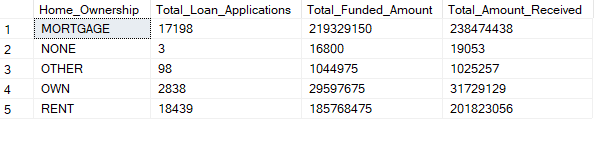 Home_Ownership Total_Loan_Applications Total_Funded_Amount Total_Amount_Received
1 MORTGAGE 17198 219329150 238474438
2 NONE 3 16800 19053
3 OTHER 98 1044975 1025257
4 OWN 2838 29597675 31729129
5 RENT 18439 185768475 201823056